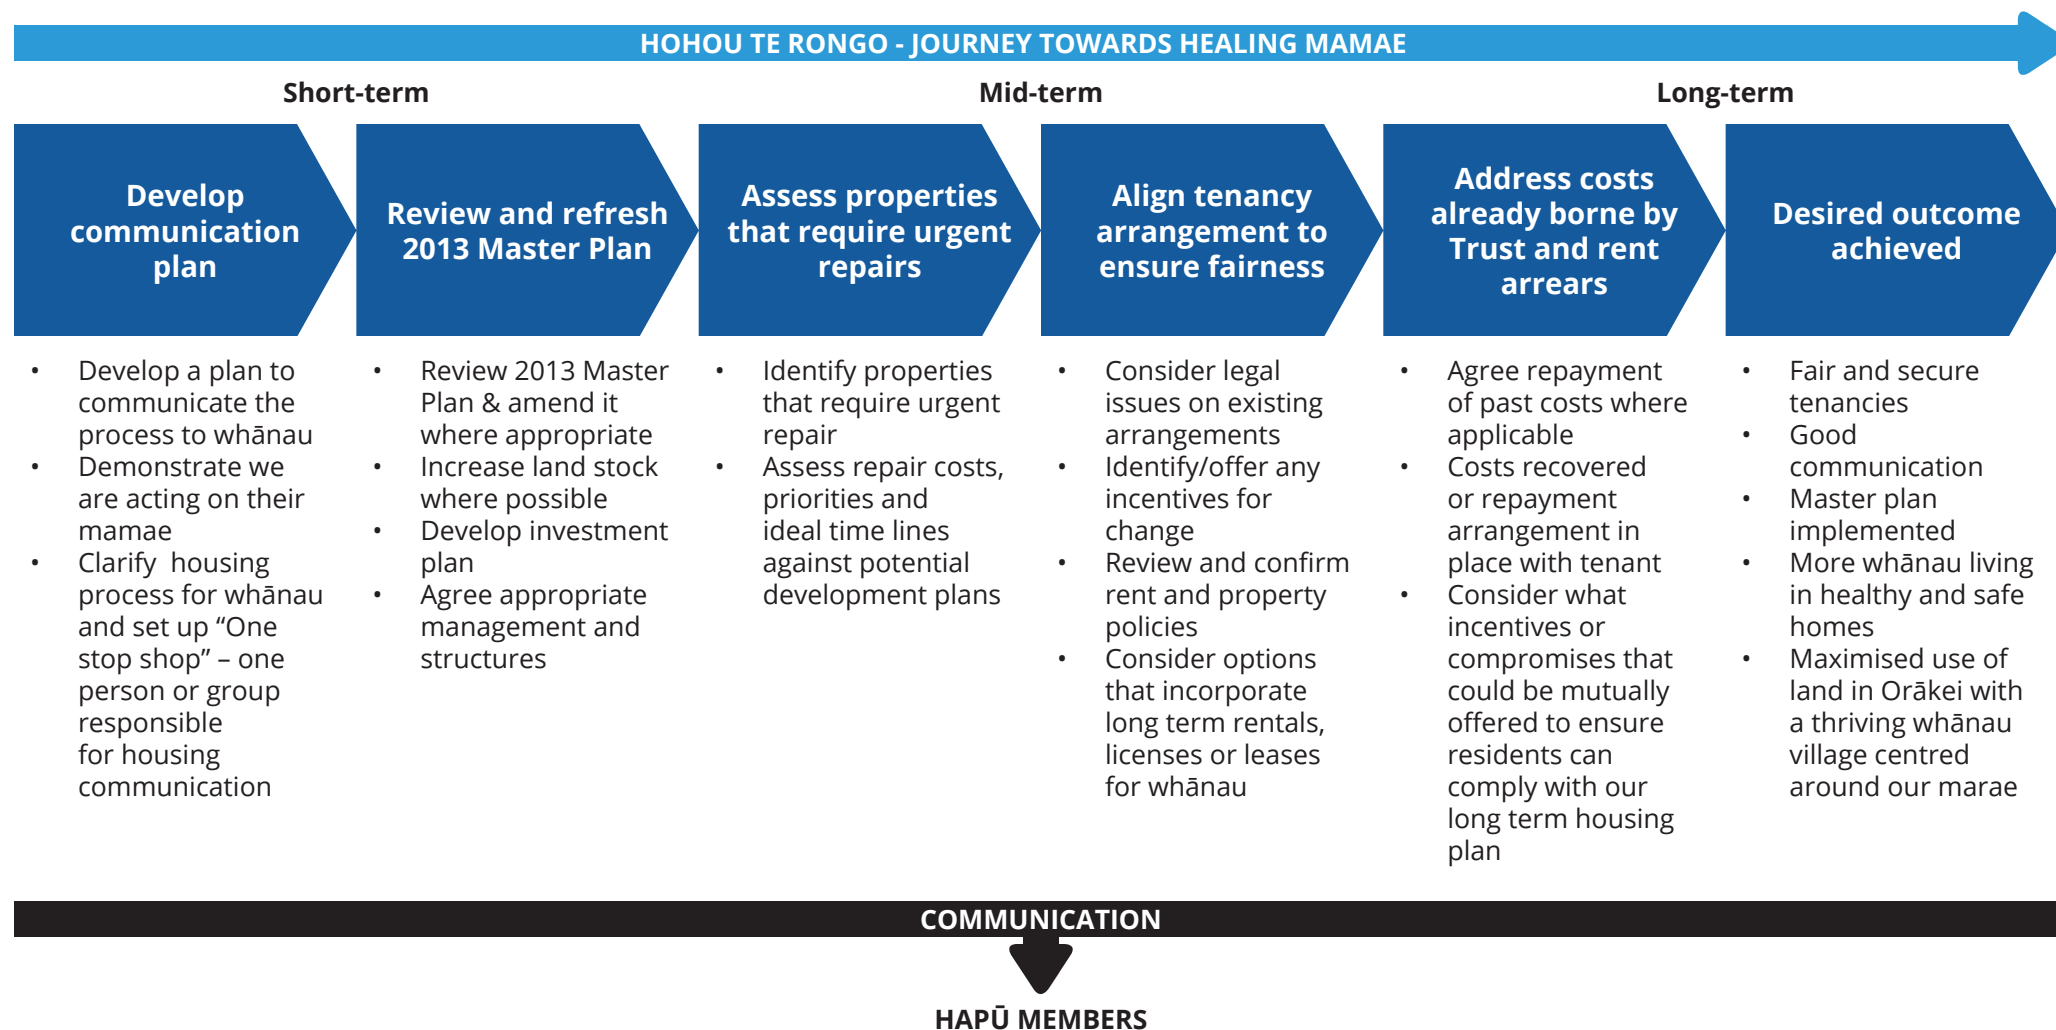 HOHOU TE RONGO - JOURNEY TOWARDS HEALING MAMAE
Short-term
Mid-term
Long-term
Develop
communication
plan
Review and refresh
2013 Master Plan
Assess properties
that require urgent
repairs
Align tenancy
arrangement to
ensure fairness
Address costs
already borne by
Trust and rent
arrears
Desired outcome
achieved
• Develop a plan to
communicate the
process to whānau
• Demonstrate we
are acting on their
mamae
• Clarify  housing
process for whānau
and set up “One
stop shop” – one
person or group
responsible
for housing
communication
• Review 2013 Master
Plan & amend it
where appropriate
• Increase land stock
where possible
• Develop investment
plan
• Agree appropriate
management and
structures
• Identify properties
that require urgent
repair
• Assess repair costs,
priorities and
ideal time lines
against potential
development plans
• Consider legal
issues on existing
arrangements
• Identify/offer any
incentives for
change
• Review and confirm
rent and property
policies
• Consider options
that incorporate
long term rentals,
licenses or leases
for whānau
• Agree repayment
of past costs where
applicable
• Costs recovered
or repayment
arrangement in
place with tenant
• Consider what
incentives or
compromises that
could be mutually
offered to ensure
residents can
comply with our
long term housing
plan
• Fair and secure
tenancies
• Good
communication
• Master plan
implemented
• More whānau living
in healthy and safe
homes
• Maximised use of
land in Orākei with
a thriving whānau
village centred
around our marae
COMMUNICATION
HAPŪ MEMBERS